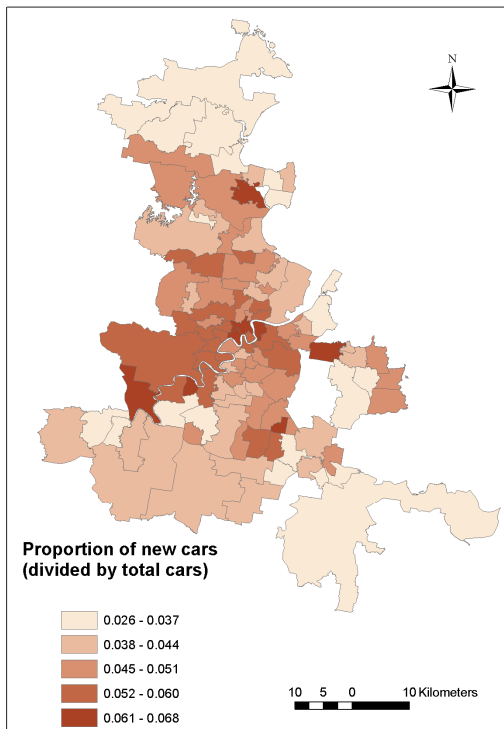 N
Proportion of new cars
(divided by total cars)
0.026 - 0.037
0.038 - 0.044
0.045 - 0.051
0.052 - 0.060
0.061 - 0.068
10 5 0 10 Kilometers